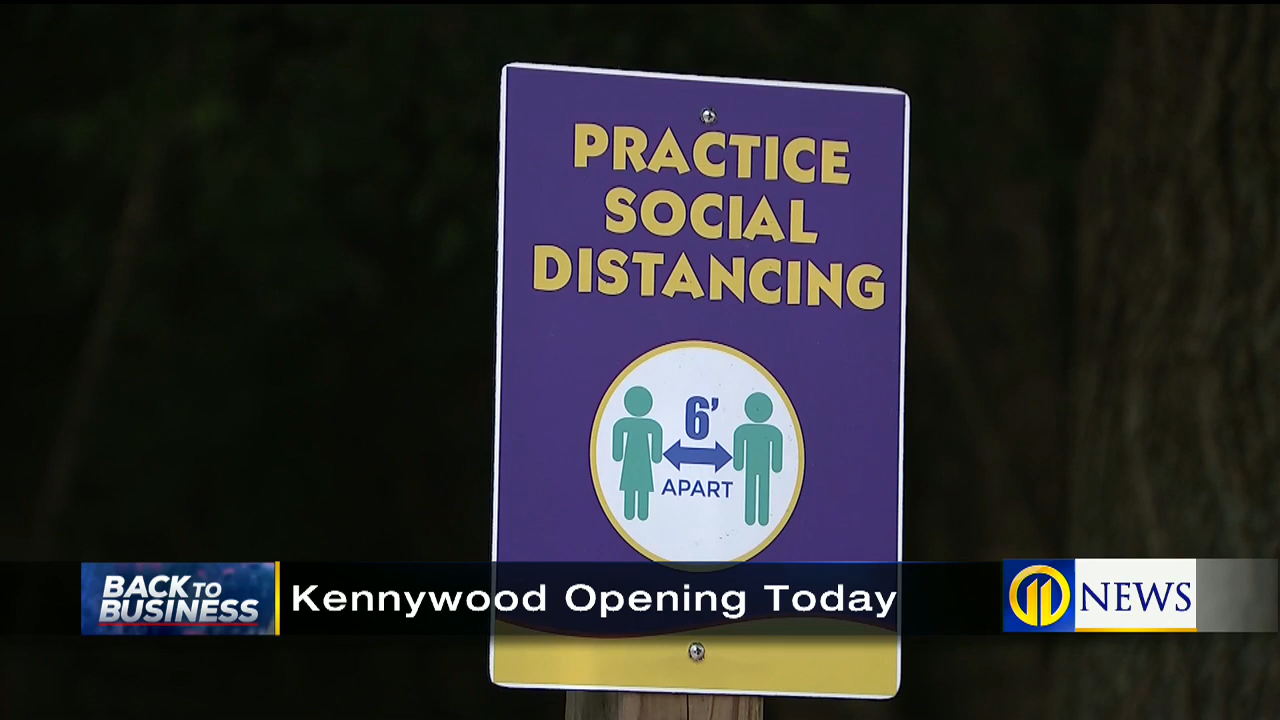 PRACTICE
SOCIAL
DISTANCING
6'
APART
BACK TO
BUSINESS
Kennywood Opening Today
11 NEWS